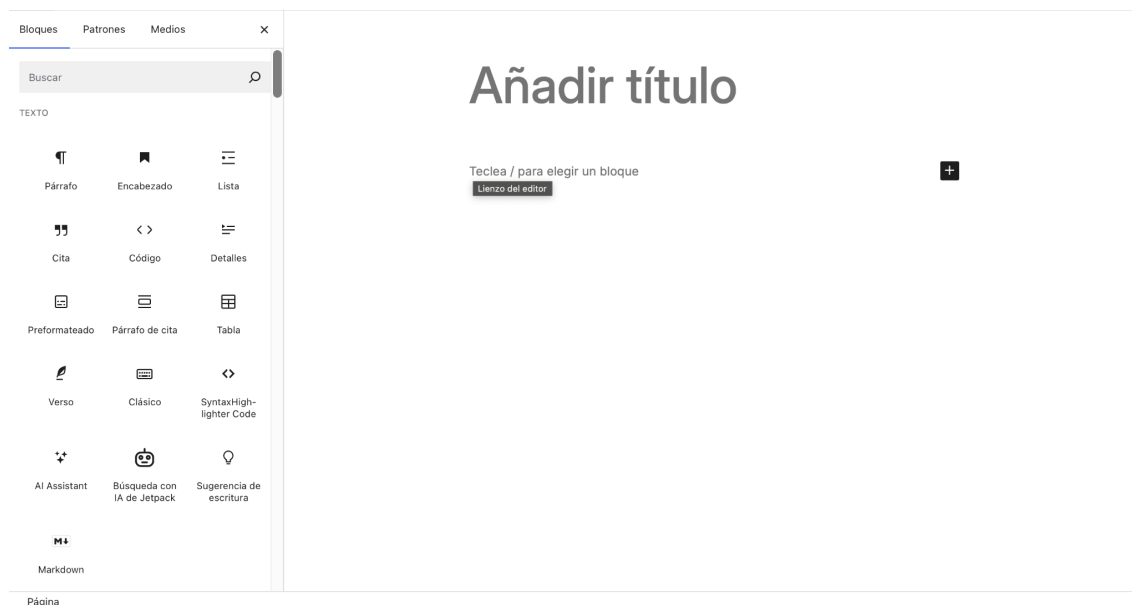 Bloques Patrones Medios
Buscar
TEXTO
Párrafo Encabezado Lista
Cita Código Detalles
Preformateado Párrafo de cita Tabla
Verso Clásico SyntaxHigh-
lighter Code
AI Assistant Búsqueda con
IA de Jetpack Sugerencia de
escritura
M↓
Markdown
Página
Añadir título
Teclea / para elegir un bloque
Lienzo del editor